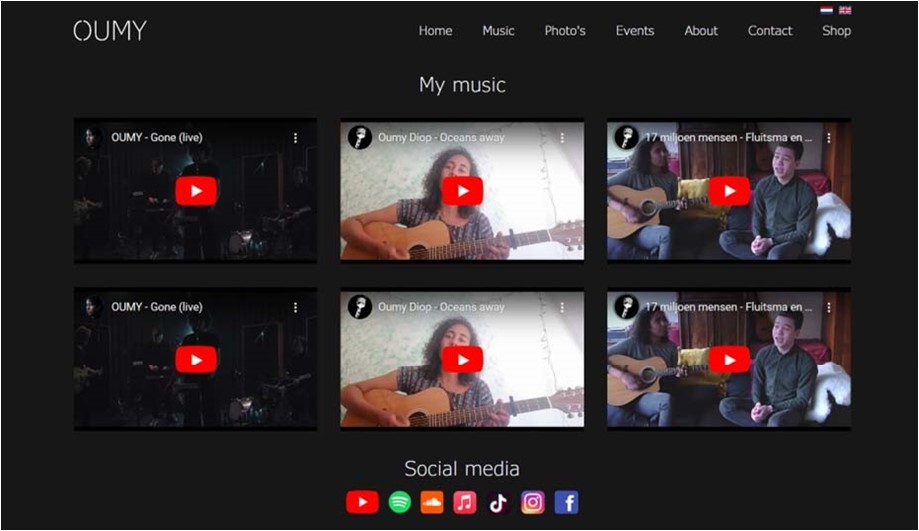 OUMY
Home Music Photo's Events About Contact Shop
My music
OUMY - Gone (live)
Oumy Diop - Oceans away
17 miljoen mensen - Fluitsma en ...
OUMY - Gone (live)
Oumy Diop - Oceans away
17 miljoen mensen - Fluitsma en ...
Social media